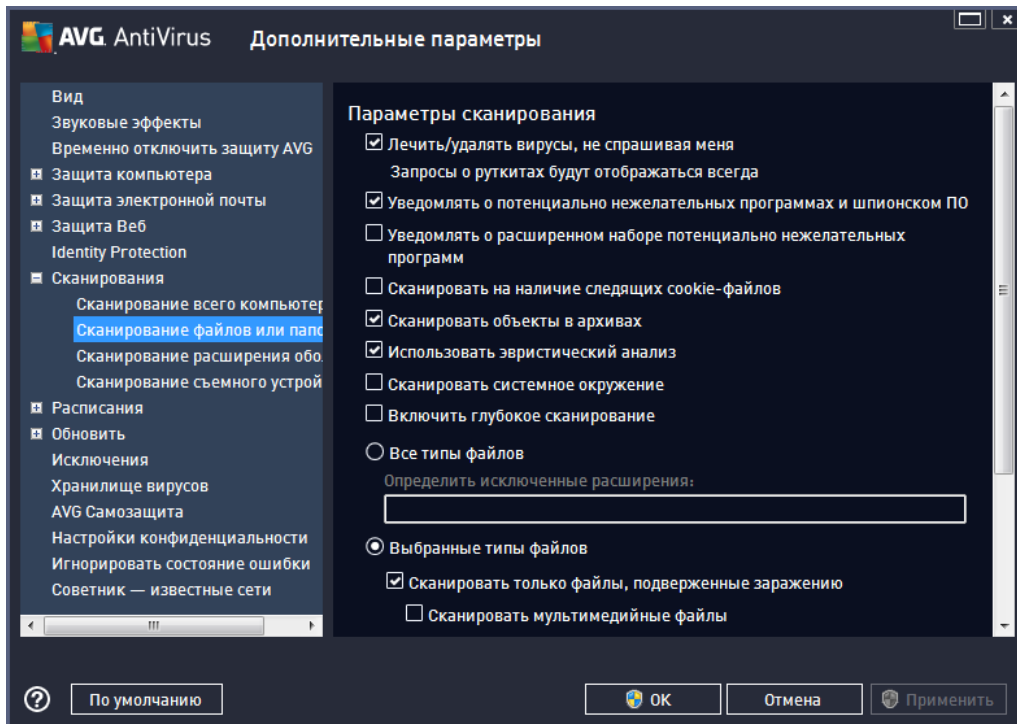 AVG AntiVirus Дополнительные параметры
Вид
Звуковые эффекты
Временно отключить защиту AVG
Защита компьютера
Защита электронной почты
Защита Веб
Identity Protection
Сканирования
Сканирование всего компьютер
Сканирование файлов или папо
Сканирование расширения обо
Сканирование съемного устрой
Расписания
Обновить
Исключения
Хранилище вирусов
AVG Самозащита
Настройки конфиденциальности
Игнорировать состояние ошибки
Советник — известные сети
Параметры сканирования
Лечить/удалять вирусы, не спрашивая меня
Запросы о руткитах будут отображаться всегда
Уведомлять о потенциально нежелательных программах и шпионском ПО
Уведомлять о расширенном наборе потенциально нежелательных
программ
Сканировать на наличие следящих cookie-файлов
Сканировать объекты в архивах
Использовать эвристический анализ
Сканировать системное окружение
Включить глубокое сканирование
Все типы файлов
Определить исключенные расширения:
Выбранные типы файлов
Сканировать только файлы, подверженные заражению
Сканировать мультимедийные файлы
По умолчанию
ОК
Отмена
Применить